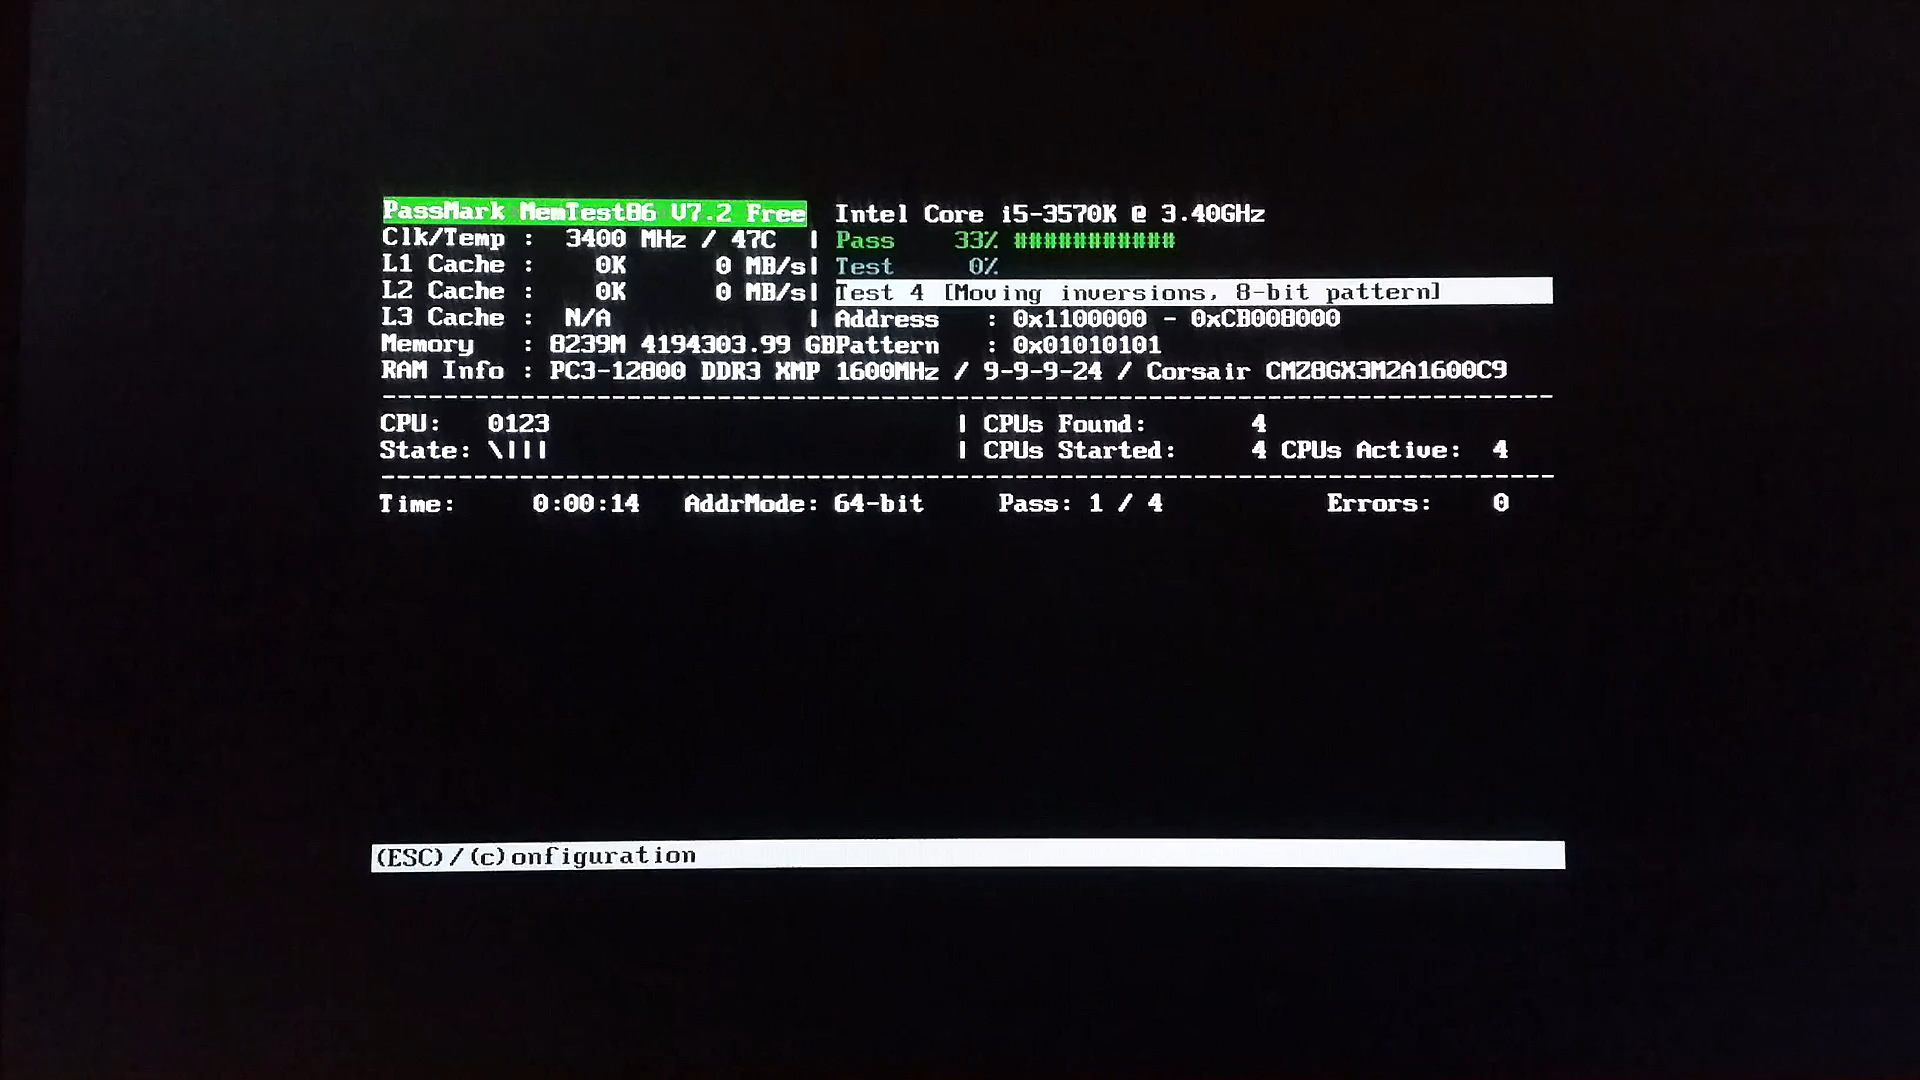 PassMark MemTest86 V7.2 Free Intel Core i5-3570K @ 3.40GHz
Clk/Temp : 3400 MHz / 47C | Pass 33% ###########
L1 Cache : 0K 0 MB/s| Test 0%
L2 Cache : 0K 0 MB/s| Test 4 [Moving inversions, 8-bit pattern]
L3 Cache : N/A | Address : 0x1100000 - 0xCB008000
Memory : 8239M 4194303.99 GBPattern : 0x01010101
RAM Info : PC3-12800 DDR3 XMP 1600MHz / 9-9-9-24 / Corsair CMZ8GX3M2A1600C9
CPU: 0123 | CPUs Found: 4
State: \||| | CPUs Started: 4 CPUs Active: 4
Time: 0:00:14 AddrMode: 64-bit Pass: 1 / 4 Errors: 0
(ESC)/(c)onfiguration